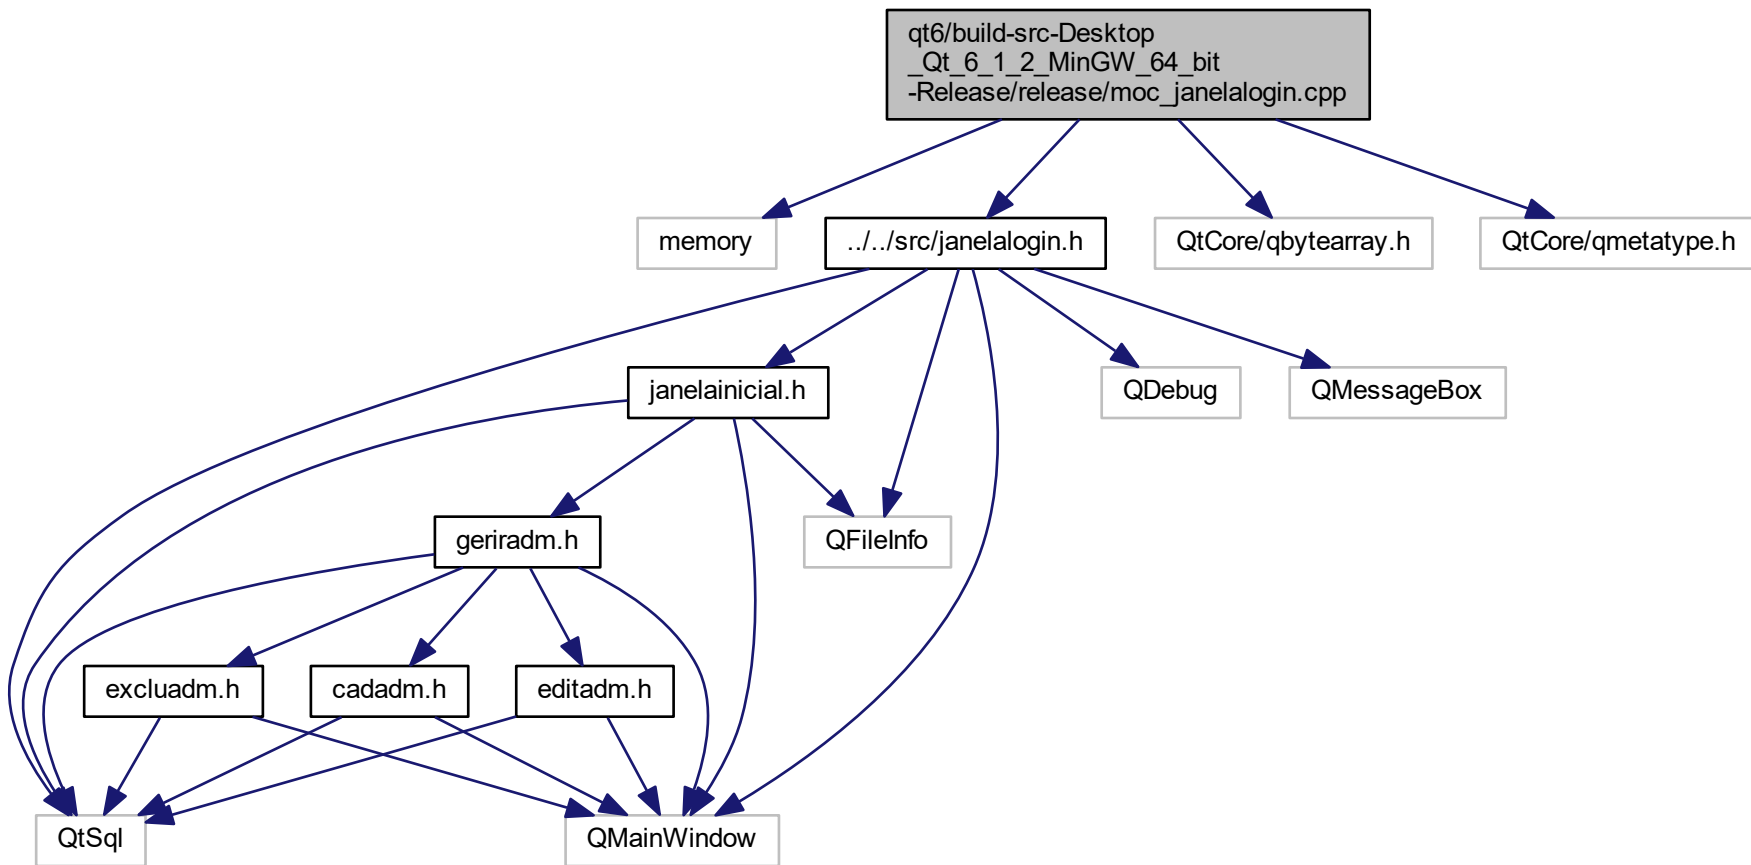 qt6/build-src-Desktop
_Qt_6_1_2_MinGW_64_bit
-Release/release/moc_janelalogin.cpp
memory
../../src/janelalogin.h
QtCore/qbytearray.h
QtCore/qmetatype.h
janelainicial.h
QDebug
QMessageBox
geriradm.h
QFileInfo
excluadm.h
cadadm.h
editadm.h
QtSql
QMainWindow